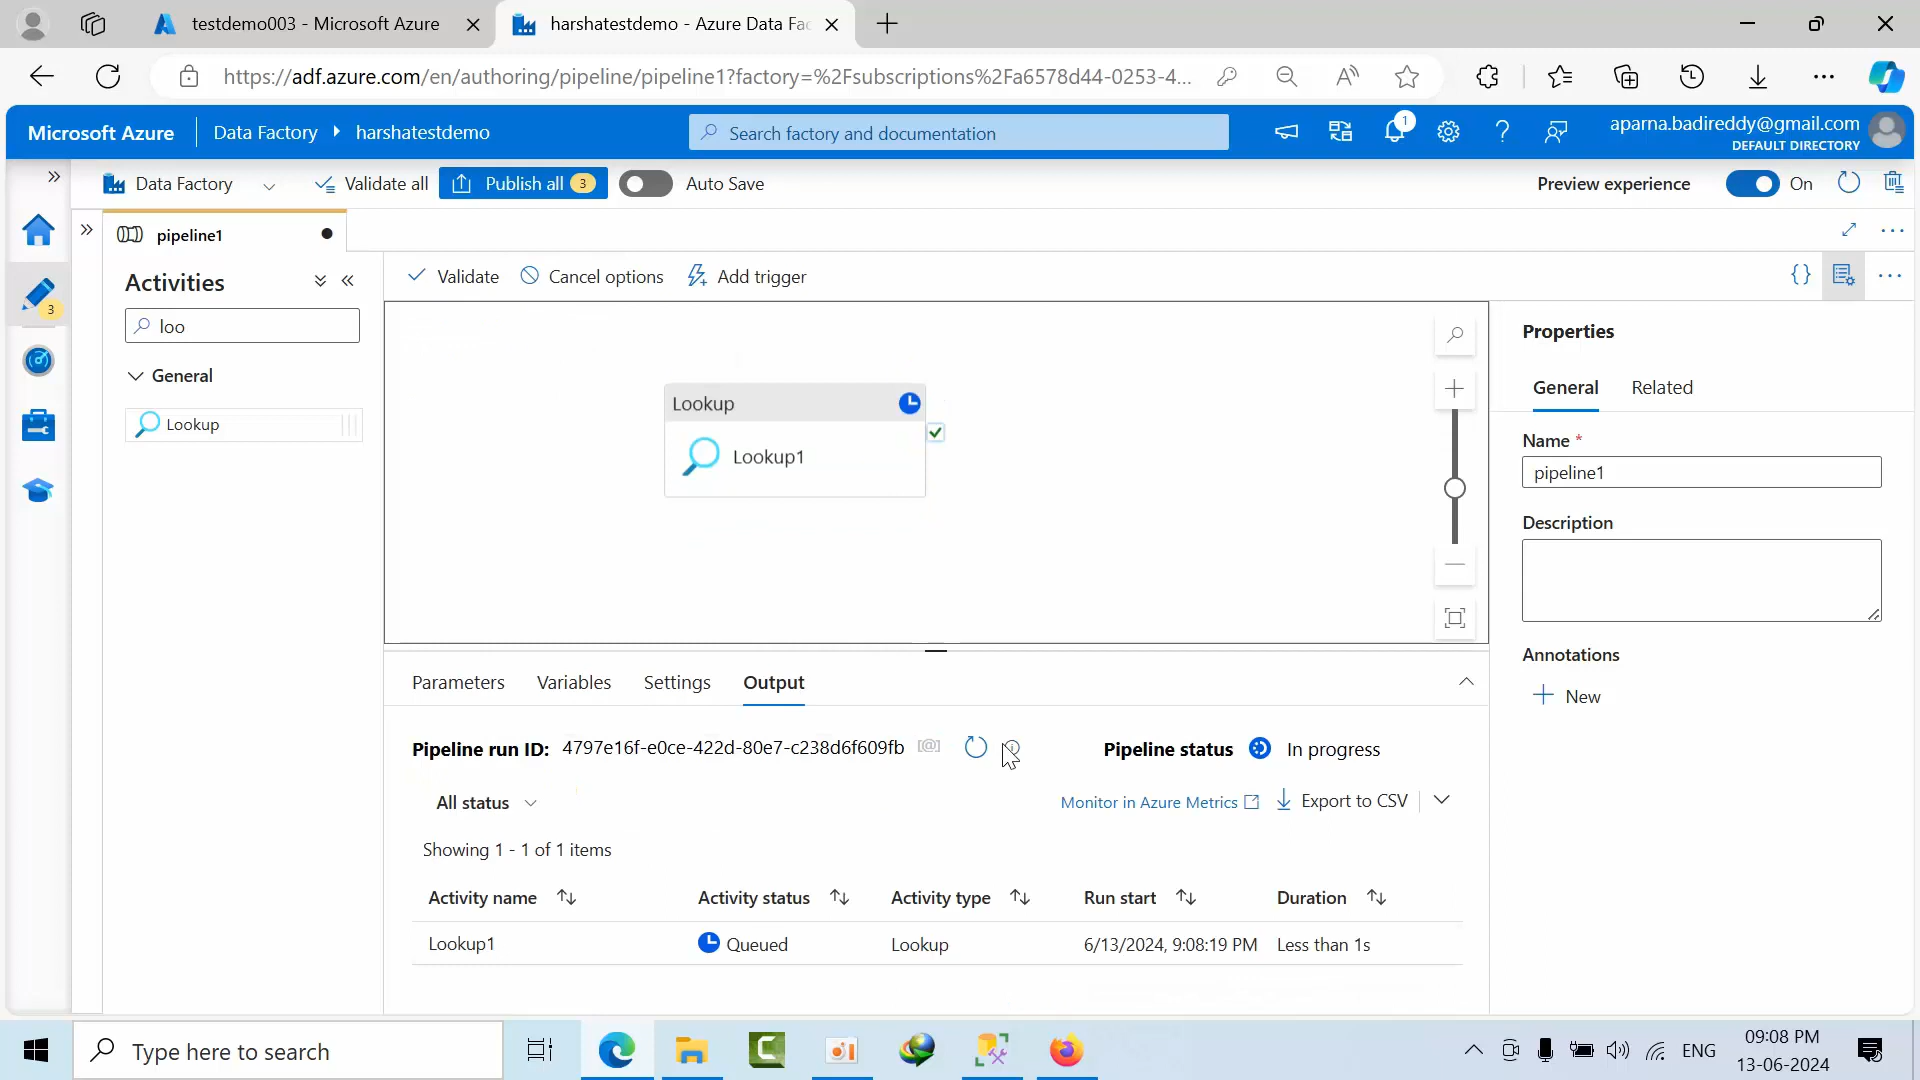 testdemo003 - Microsoft Azure
harshatestdemo - Azure Data Fac
https://adf.azure.com/en/authoring/pipeline/pipeline1?factory=%2Fsubscriptions%2Fa6578d44-0253-4...
Microsoft Azure
Data Factory
harshatestdemo
Search factory and documentation
1
aparna.badireddy@gmail.com
DEFAULT DIRECTORY
Data Factory
Validate all
Publish all 3
Auto Save
Preview experience
On
pipeline1
3
Activities
loo
General
Lookup
Validate
Cancel options
Add trigger
Lookup
Lookup1
Properties
General
Related
Name *
pipeline1
Description
Annotations
New
Parameters
Variables
Settings
Output
Pipeline run ID: 4797e16f-e0ce-422d-80e7-c238d6f609fb
Pipeline status
In progress
All status
Monitor in Azure Metrics
Export to CSV
Showing 1 - 1 of 1 items
Activity name
Activity status
Activity type
Run start
Duration
Lookup1
Queued
Lookup
6/13/2024, 9:08:19 PM
Less than 1s
Type here to search
ENG
09:08 PM
13-06-2024